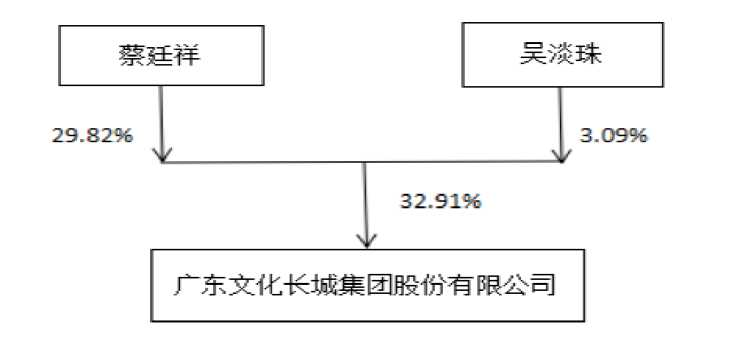 蔡廷祥
吴淡珠
29.82%
3.09%
32.91%
广东文化长城集团股份有限公司